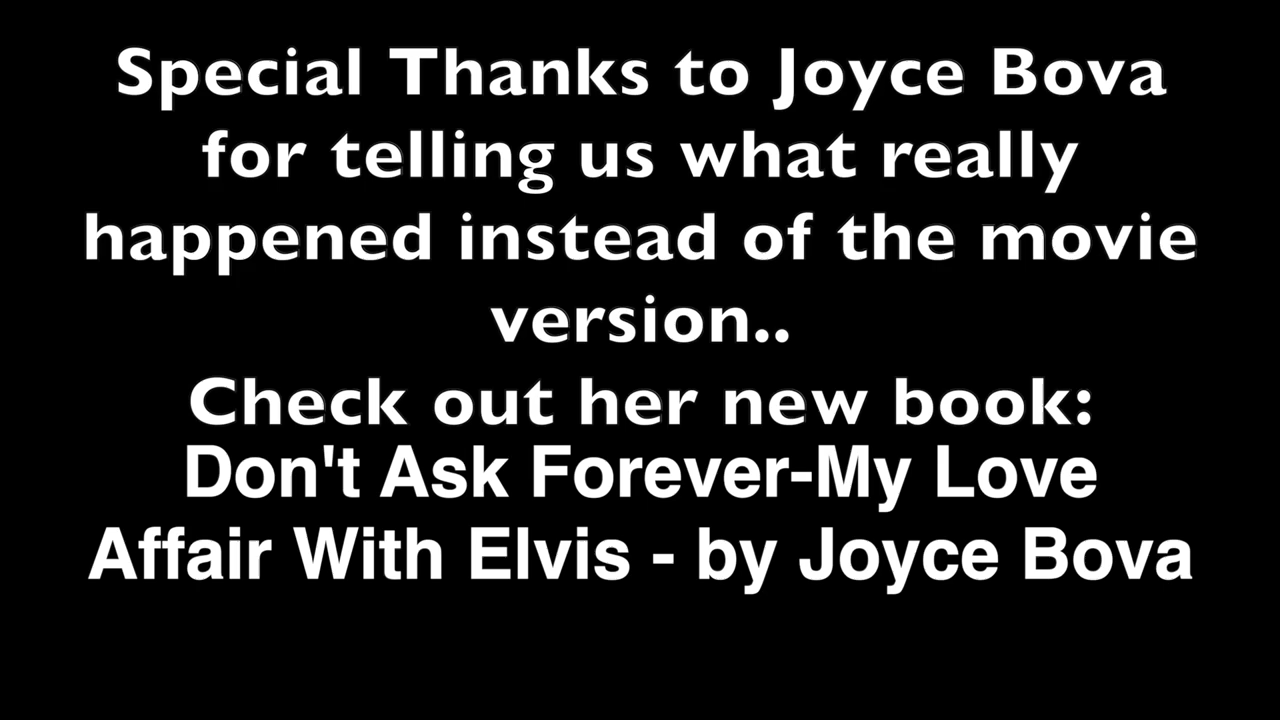 Special Thanks to Joyce Bova
for telling us what really
happened instead of the movie
version..
Check out her new book:
Don't Ask Forever-My Love
Affair With Elvis - by Joyce Bova